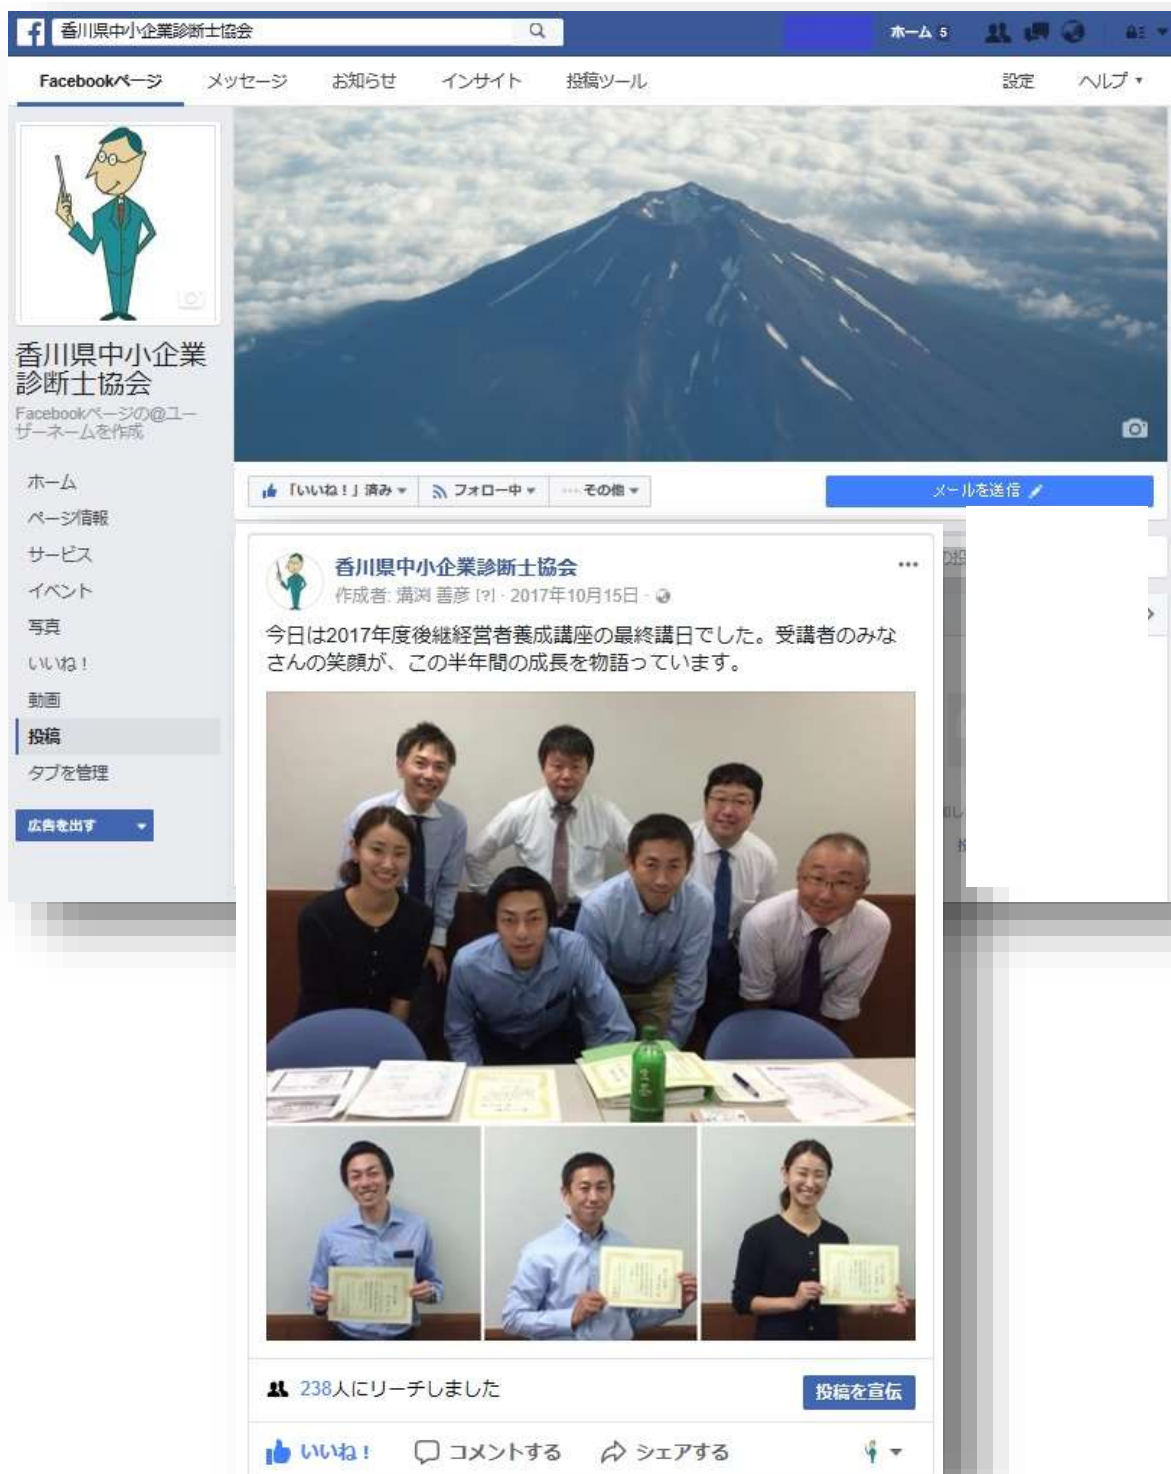 香川県中小企業診断士協会
ホーム 5
Facebookページ
メッセージ
お知らせ
インサイト
投稿ツール
設定
ヘルプ
香川県中小企業
診断士協会
Facebookページの@ユー
ザーネームを作成
ホーム
ページ情報
サービス
イベント
写真
いいね！
動画
投稿
タブを管理
広告を出す
「いいね！」済み
フォロー中
その他
メールを送信
香川県中小企業診断士協会
作成者: 溝渕 善彦 [?] · 2017年10月15日 ·
今日は2017年度後継経営者養成講座の最終講日でした。受講者のみな
さんの笑顔が、この半年間の成長を物語っています。
生茶
238人にリーチしました
投稿を宣伝
いいね！
コメントする
シェアする